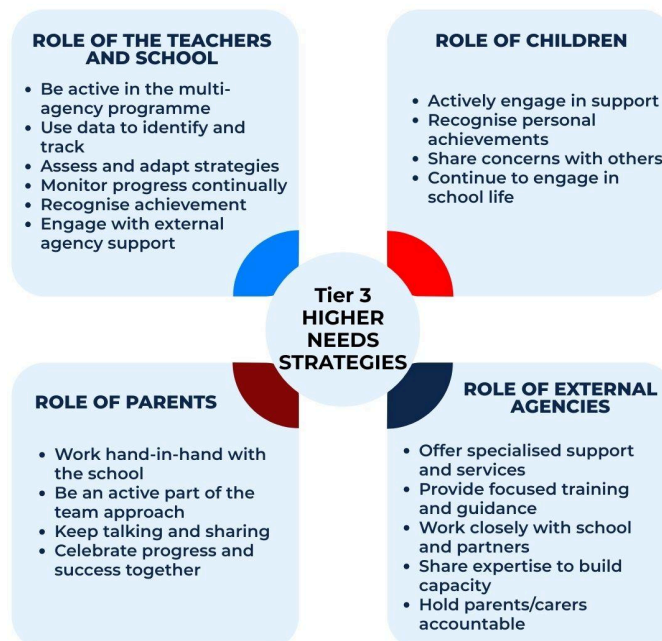 ROLE OF THE TEACHERS
AND SCHOOL
• Be active in the multi-
agency programme
• Use data to identify and
track
• Assess and adapt strategies
• Monitor progress continually
• Recognise achievement
• Engage with external
agency support
ROLE OF CHILDREN
• Actively engage in support
• Recognise personal
achievements
• Share concerns with others
• Continue to engage in
school life
Tier 3
HIGHER
NEEDS
STRATEGIES
ROLE OF PARENTS
• Work hand-in-hand with
the school
• Be an active part of the
team approach
• Keep talking and sharing
• Celebrate progress and
success together
ROLE OF EXTERNAL
AGENCIES
• Offer specialised support
and services
• Provide focused training
and guidance
• Work closely with school
and partners
• Share expertise to build
capacity
• Hold parents/carers
accountable